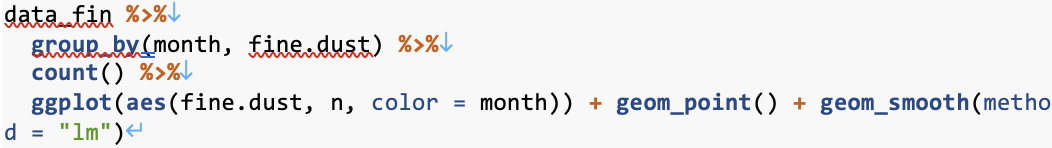 data_fin %>%↓
group_by(month, fine.dust) %>%↓
count() %>%↓
ggplot(aes(fine.dust, n, color = month)) + geom_point() + geom_smooth(metho
d = "lm")↵